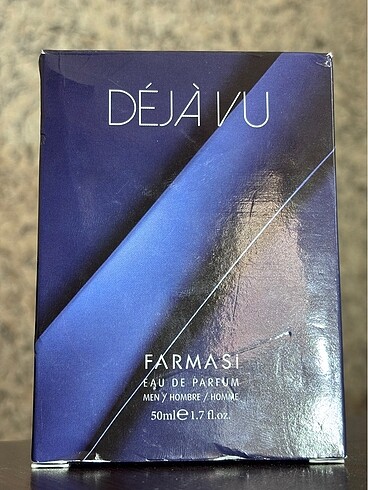 DÉJÀ VU
FARMASi
EAU DE PARFUM
MEN / HOMBRE / HOMME
50ml℮1.7 fl.oz.